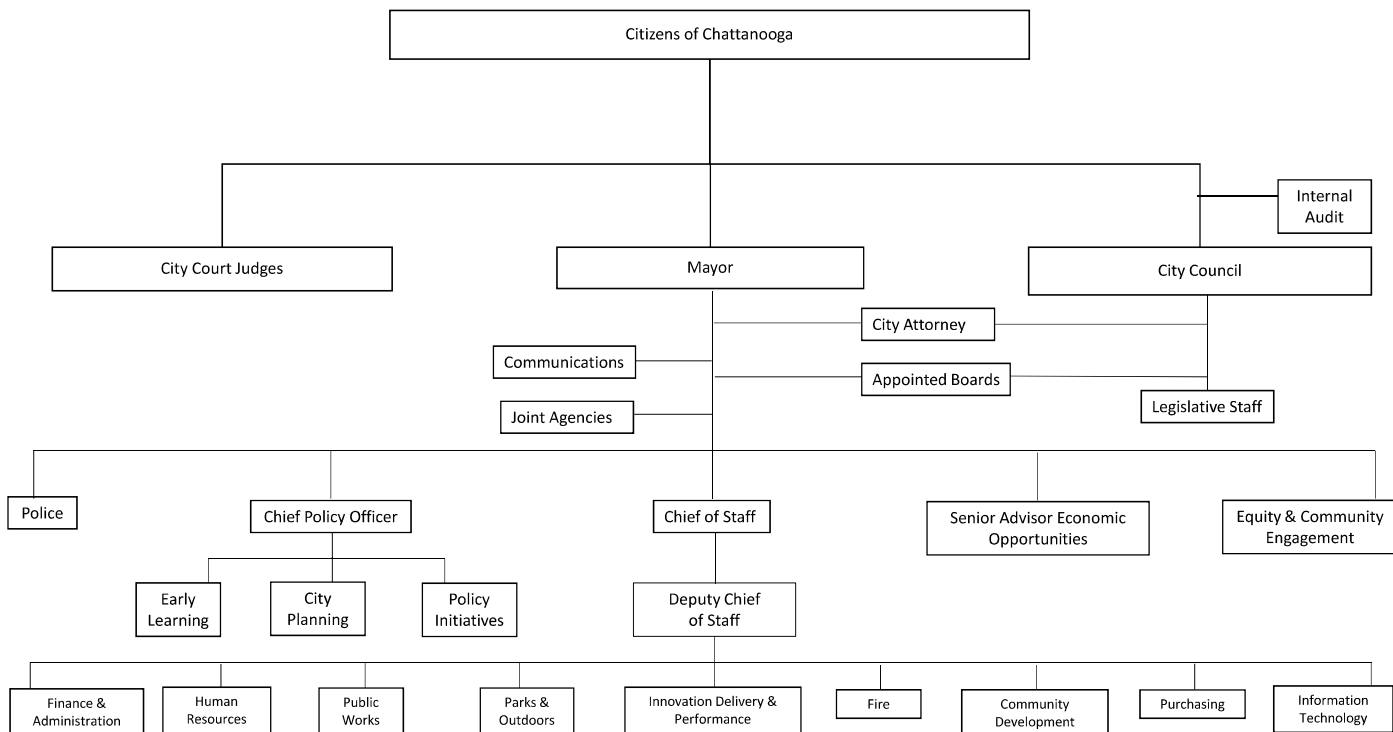 Citizens of Chattanooga
Internal
Audit
City Court Judges
Mayor
City Council
City Attorney
Communications
Appointed Boards
Legislative Staff
Joint Agencies
Police
Chief Policy Officer
Chief of Staff
Senior Advisor Economic
Opportunities
Equity & Community
Engagement
Early
Learning
City
Planning
Policy
Initiatives
Deputy Chief
of Staff
Finance &
Administration
Human
Resources
Public
Works
Parks &
Outdoors
Innovation Delivery &
Performance
Fire
Community
Development
Purchasing
Information
Technology